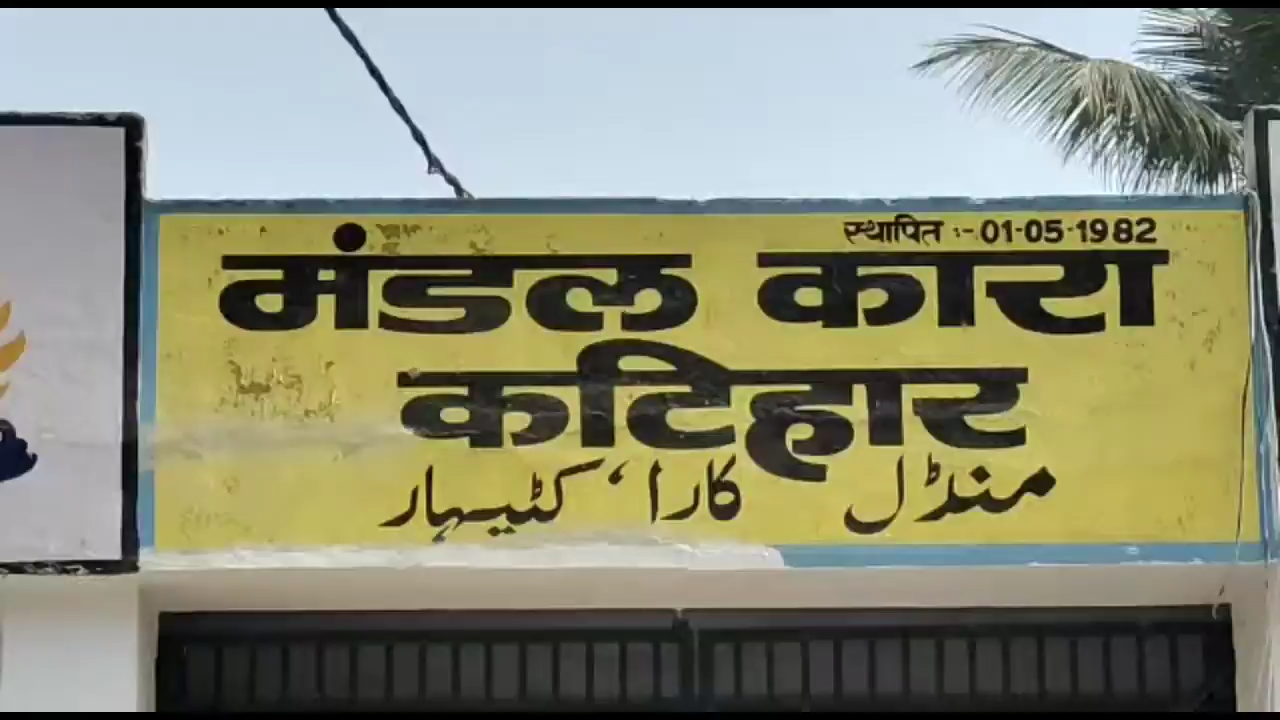 स्थापित :- 01-05-1982
मंडल कारा
कटिहार
منڈل کارا، کٹیہار